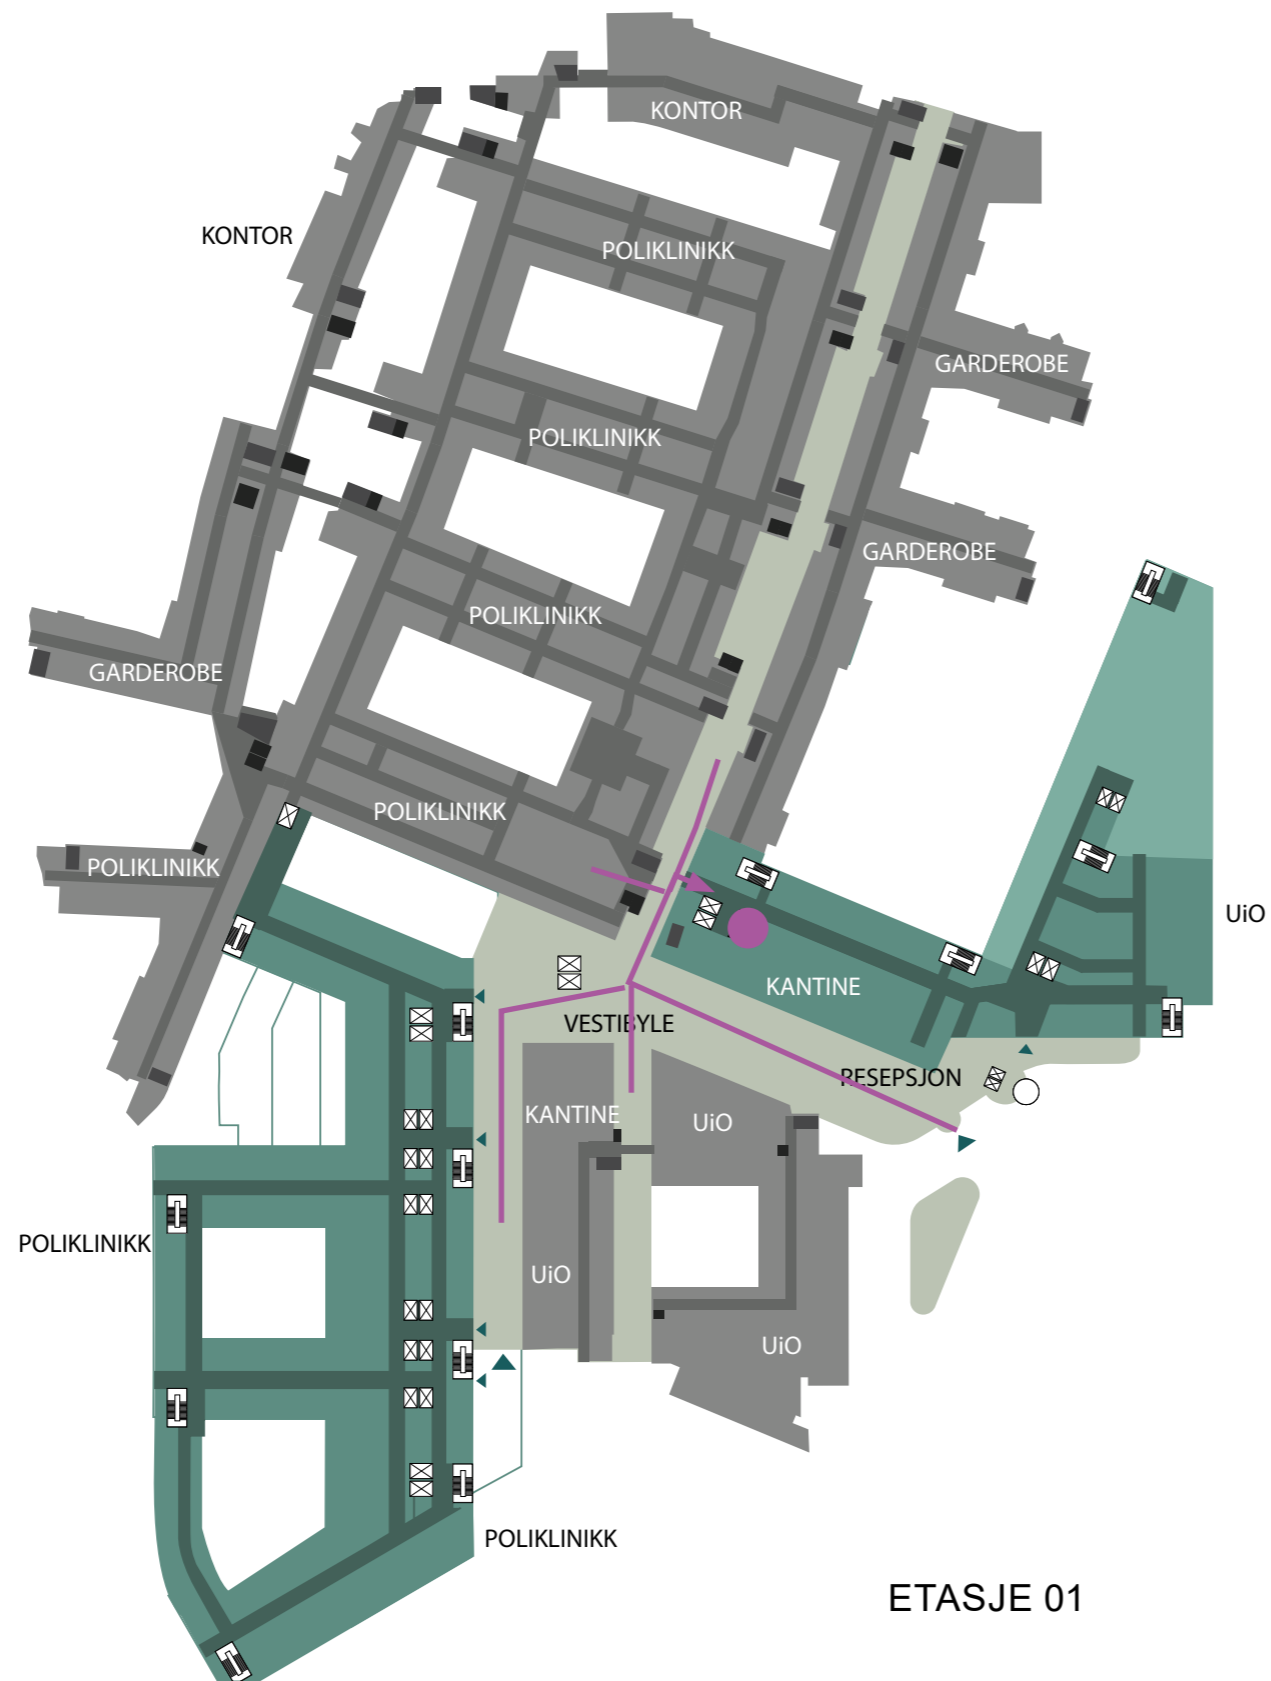 KONTOR
KONTOR
POLIKLINIKK
GARDEROBE
POLIKLINIKK
GARDEROBE
POLIKLINIKK
GARDEROBE
POLIKLINIKK
POLIKLINIKK
UiO
KANTINE
VESTIBYLE
RESEPSJON
KANTINE
UiO
POLIKLINIKK
UiO
UiO
POLIKLINIKK
ETASJE 01